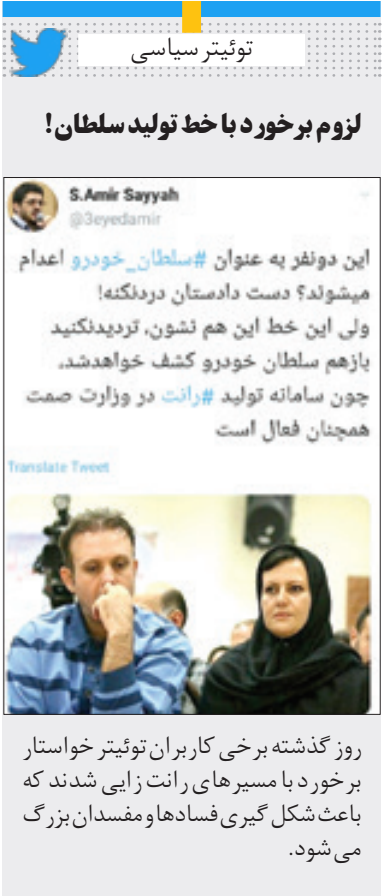 توئیتر سیاسی
لزوم برخورد با خط تولید سلطان!
S.Amir Sayyah
@3eyedamir
این دونفر به عنوان #سلطان_خودرو اعدام
میشوند؟ دست دادستان دردنکنه!
ولی این خط این هم نشون، تردیدنکنید
بازهم سلطان خودرو کشف خواهدشد.
چون سامانه تولید #رانت در وزارت صمت
همچنان فعال است
Translate Tweet
روز گذشته برخی کاربران توئیتر خواستار
برخورد با مسیرهای رانت زایی شدند که
باعث شکل گیری فسادها و مفسدان بزرگ
می شود.